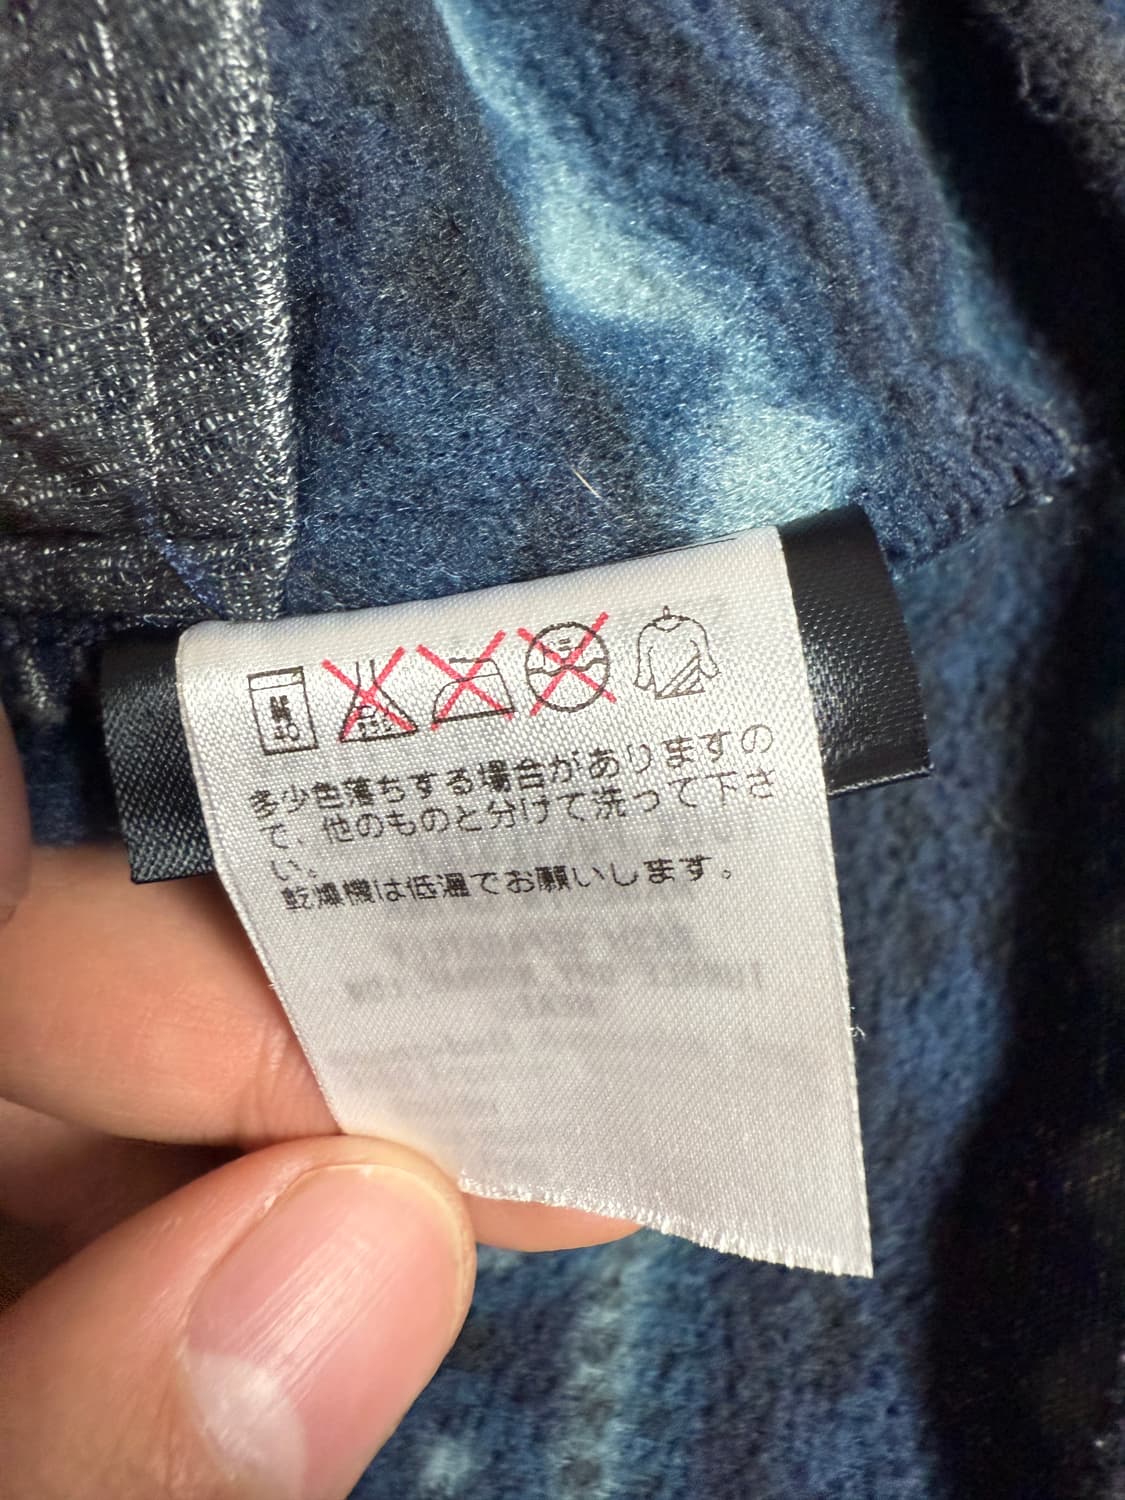 多少色落ちする場合がありますの
で、他のものと分けて洗って下さ
い。
乾燥機は低温でお願いします。